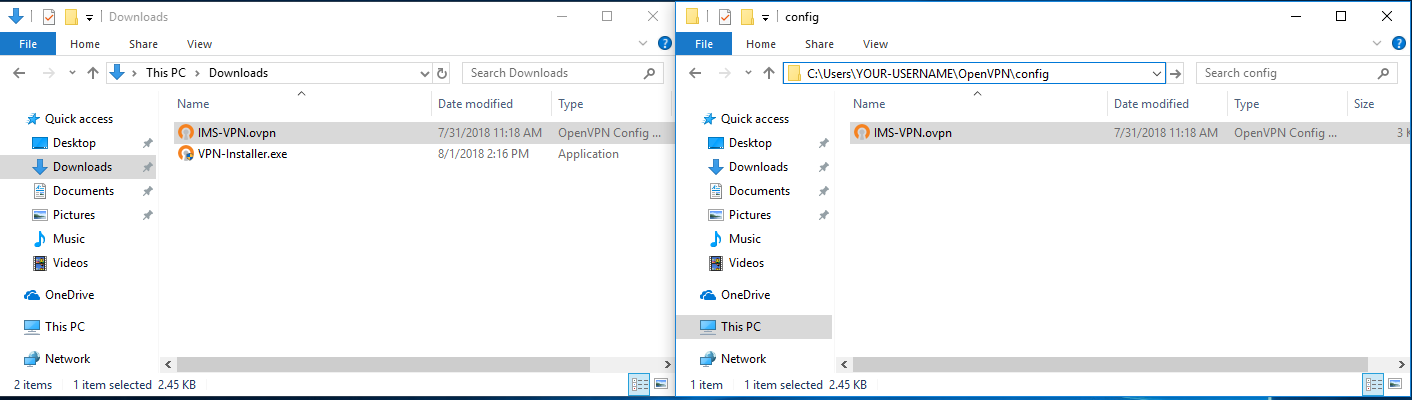 Downloads
File Home Share View
This PC Downloads Search Downloads
Name Date modified Type
Quick access
Desktop
Downloads
Documents
Pictures
Music
Videos
OneDrive
This PC
Network
IMS-VPN.ovpn 7/31/2018 11:18 AM OpenVPN Config ...
VPN-Installer.exe 8/1/2018 2:16 PM Application
2 items 1 item selected 2.45 KB
config
File Home Share View
C:\Users\YOUR-USERNAME\OpenVPN\config Search config
Name Date modified Type Size
Quick access
Desktop
Downloads
Documents
Pictures
Music
Videos
OneDrive
This PC
Network
IMS-VPN.ovpn 7/31/2018 11:18 AM OpenVPN Config ... 3 K
1 item 1 item selected 2.45 KB